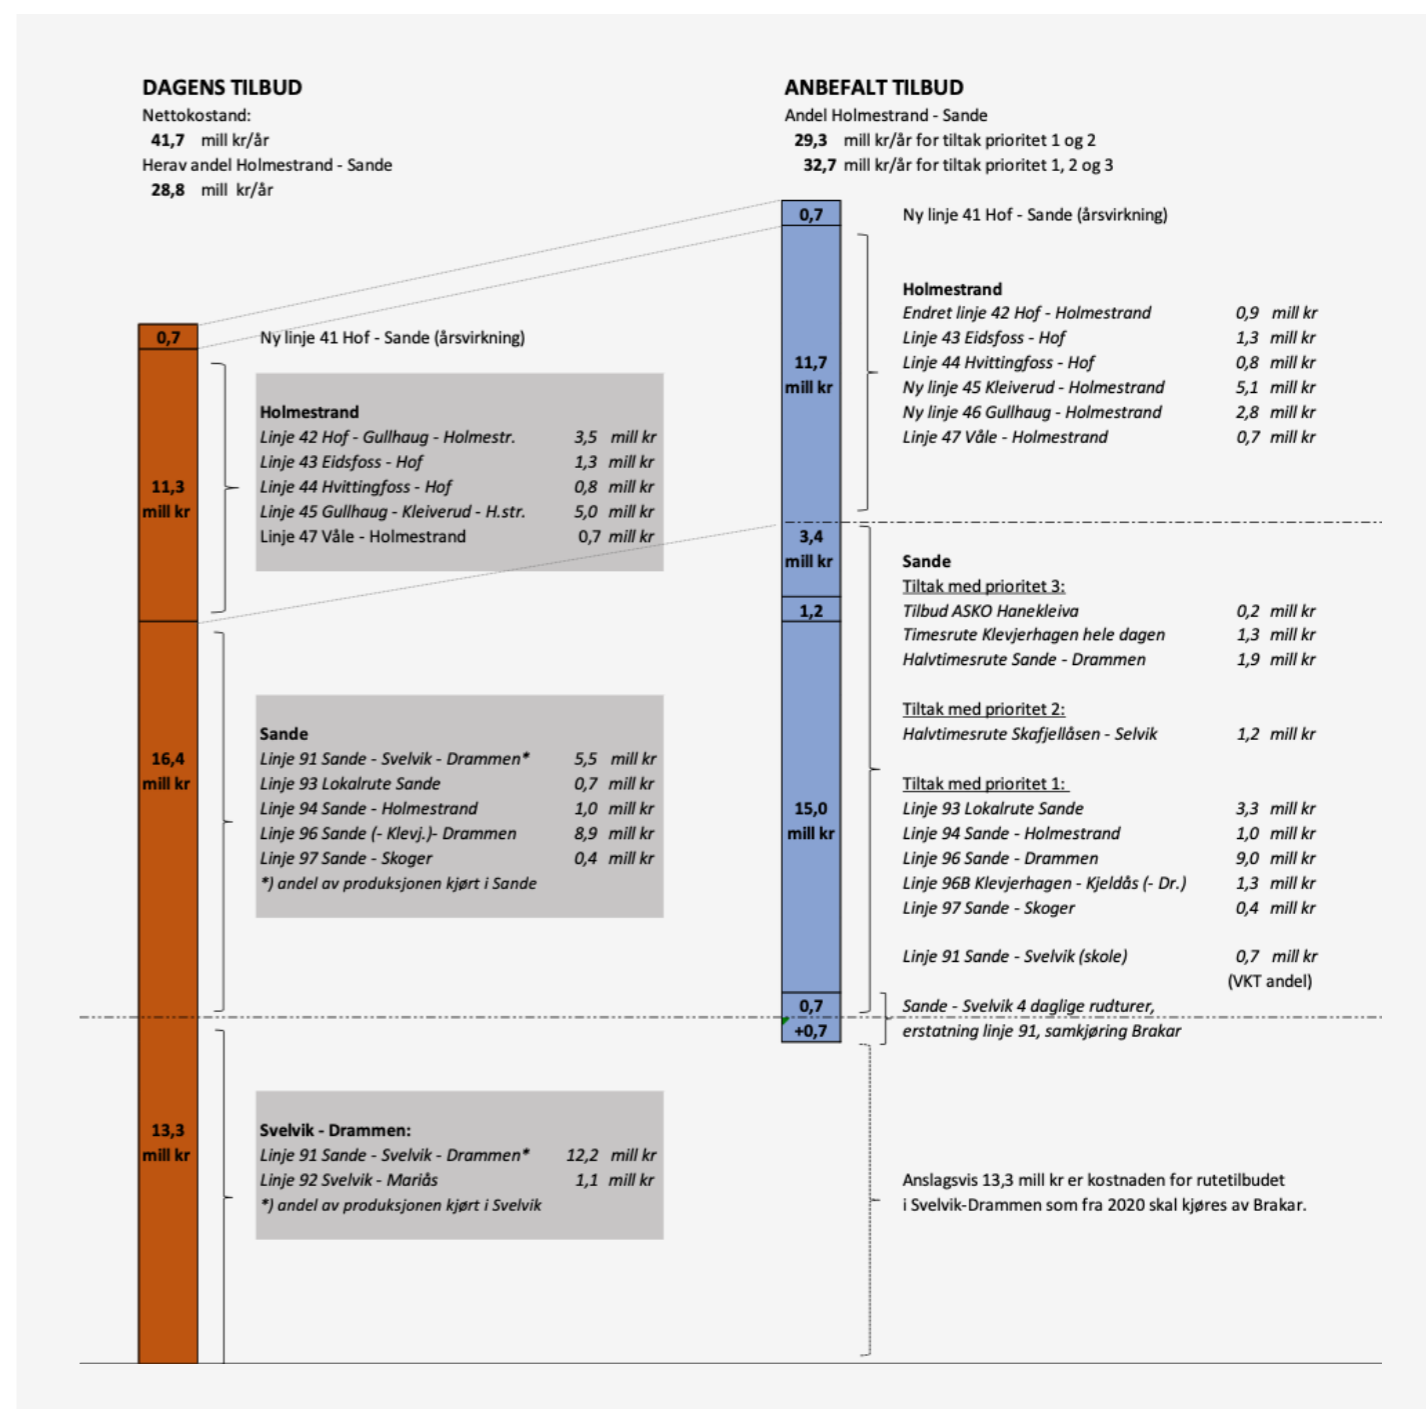 DAGENS TILBUD
Nettokostand:
41,7 mill kr/år
Herav andel Holmestrand - Sande
28,8 mill kr/år
0,7 Ny linje 41 Hof - Sande (årsvirkning)
11,3
mill kr
Holmestrand
Linje 42 Hof - Gullhaug - Holmestr. 3,5 mill kr
Linje 43 Eidsfoss - Hof 1,3 mill kr
Linje 44 Hvittingfoss - Hof 0,8 mill kr
Linje 45 Gullhaug - Kleiverud - H.str. 5,0 mill kr
Linje 47 Våle - Holmestrand 0,7 mill kr
16,4
mill kr
Sande
Linje 91 Sande - Svelvik - Drammen* 5,5 mill kr
Linje 93 Lokalrute Sande 0,7 mill kr
Linje 94 Sande - Holmestrand 1,0 mill kr
Linje 96 Sande (- Klevj.)- Drammen 8,9 mill kr
Linje 97 Sande - Skoger 0,4 mill kr
*) andel av produksjonen kjørt i Sande
13,3
mill kr
Svelvik - Drammen:
Linje 91 Sande - Svelvik - Drammen* 12,2 mill kr
Linje 92 Svelvik - Mariås 1,1 mill kr
*) andel av produksjonen kjørt i Svelvik
ANBEFALT TILBUD
Andel Holmestrand - Sande
29,3 mill kr/år for tiltak prioritet 1 og 2
32,7 mill kr/år for tiltak prioritet 1, 2 og 3
0,7 Ny linje 41 Hof - Sande (årsvirkning)
11,7
mill kr
Holmestrand
Endret linje 42 Hof - Holmestrand 0,9 mill kr
Linje 43 Eidsfoss - Hof 1,3 mill kr
Linje 44 Hvittingfoss - Hof 0,8 mill kr
Ny linje 45 Kleiverud - Holmestrand 5,1 mill kr
Ny linje 46 Gullhaug - Holmestrand 2,8 mill kr
Linje 47 Våle - Holmestrand 0,7 mill kr
3,4
mill kr
1,2
15,0
mill kr
Sande
Tiltak med prioritet 3:
Tilbud ASKO Hanekleiva 0,2 mill kr
Timesrute Klevjerhagen hele dagen 1,3 mill kr
Halvtimesrute Sande - Drammen 1,9 mill kr
Tiltak med prioritet 2:
Halvtimesrute Skafjellåsen - Selvik 1,2 mill kr
Tiltak med prioritet 1:
Linje 93 Lokalrute Sande 3,3 mill kr
Linje 94 Sande - Holmestrand 1,0 mill kr
Linje 96 Sande - Drammen 9,0 mill kr
Linje 96B Klevjerhagen - Kjeldås (- Dr.) 1,3 mill kr
Linje 97 Sande - Skoger 0,4 mill kr
Linje 91 Sande - Svelvik (skole) 0,7 mill kr
(VKT andel)
0,7 Sande - Svelvik 4 daglige rudturer,
+0,7 erstatning linje 91, samkjøring Brakar
Anslagsvis 13,3 mill kr er kostnaden for rutetilbudet
i Svelvik-Drammen som fra 2020 skal kjøres av Brakar.